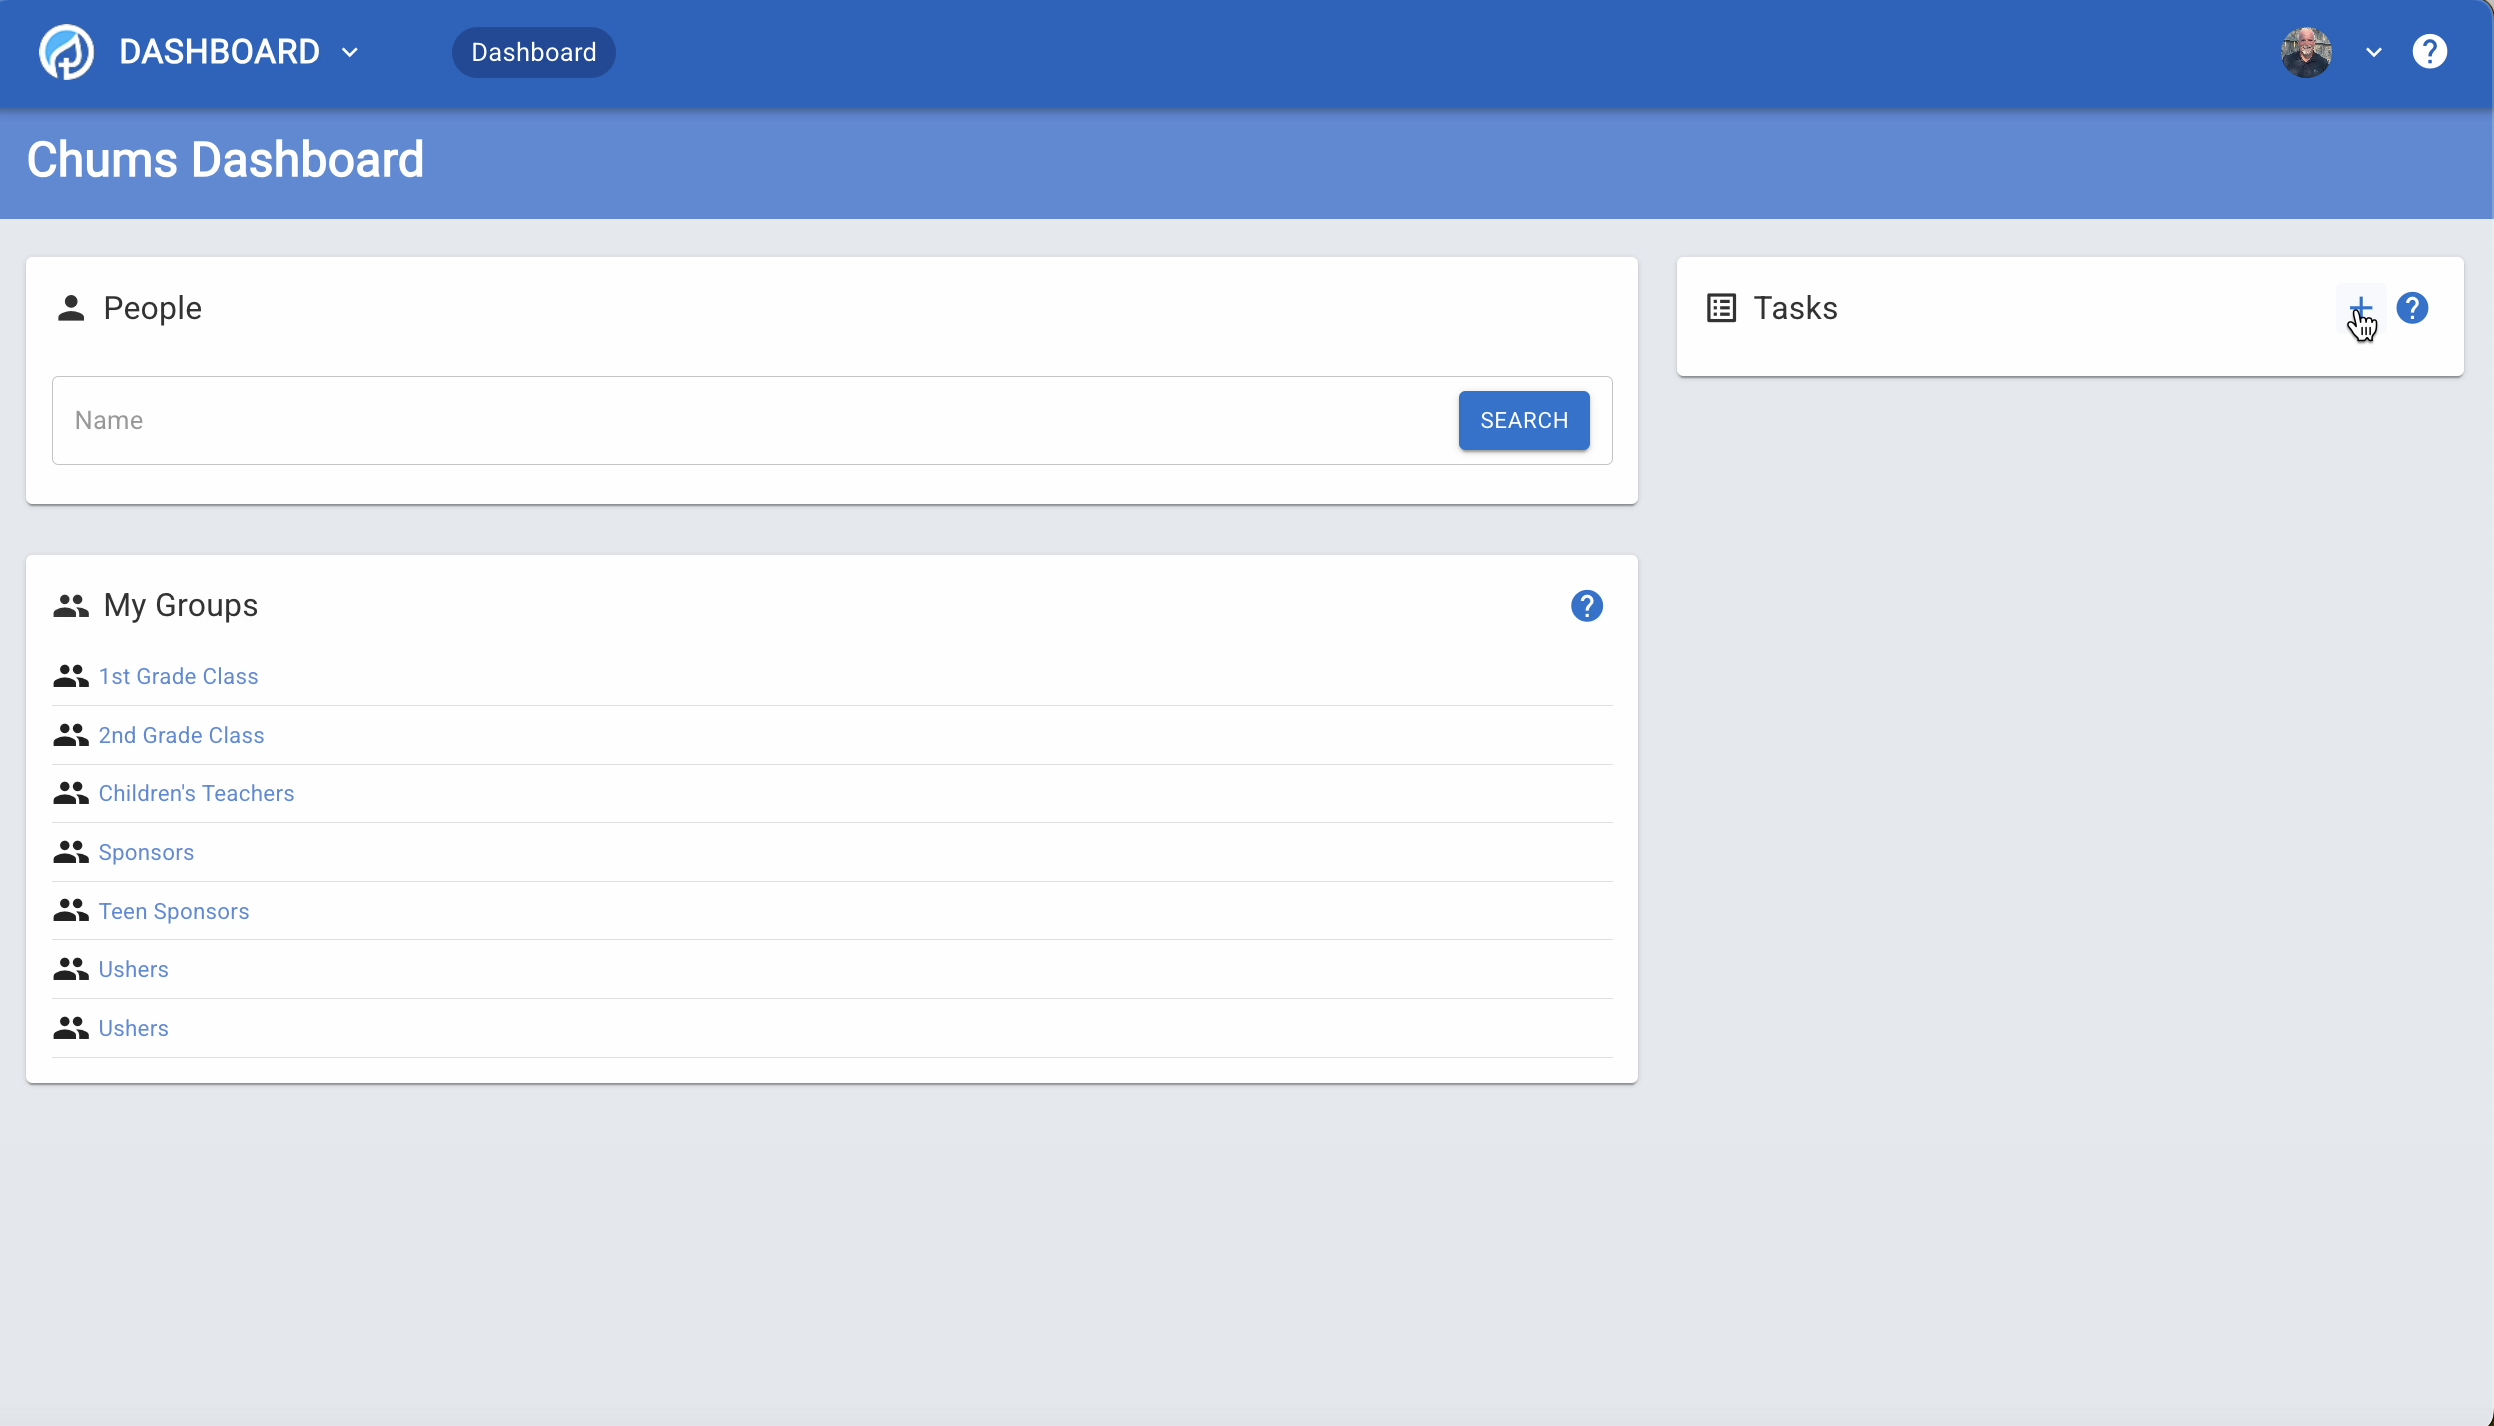 DASHBOARD
Dashboard
Chums Dashboard
People
Name
SEARCH
Tasks
My Groups
1st Grade Class
2nd Grade Class
Children's Teachers
Sponsors
Teen Sponsors
Ushers
Ushers